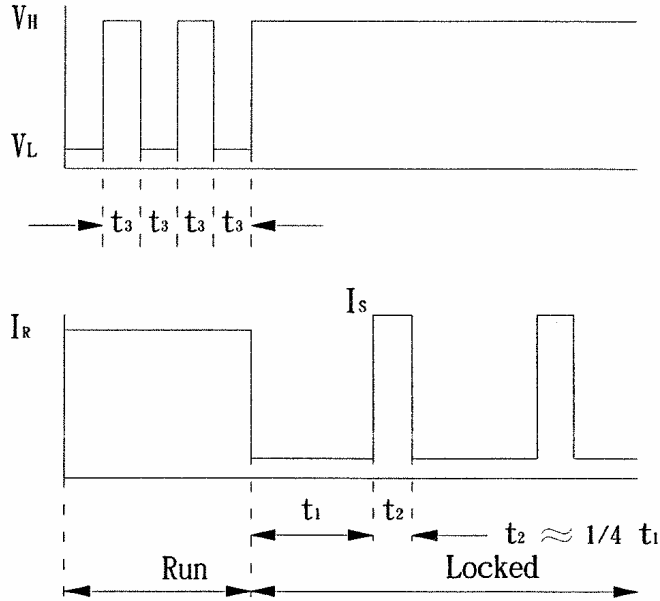 VH
VL
t3 t3 t3 t3
IS
IR
t1 t2 t2 ≈ 1/4 t1
Run Locked